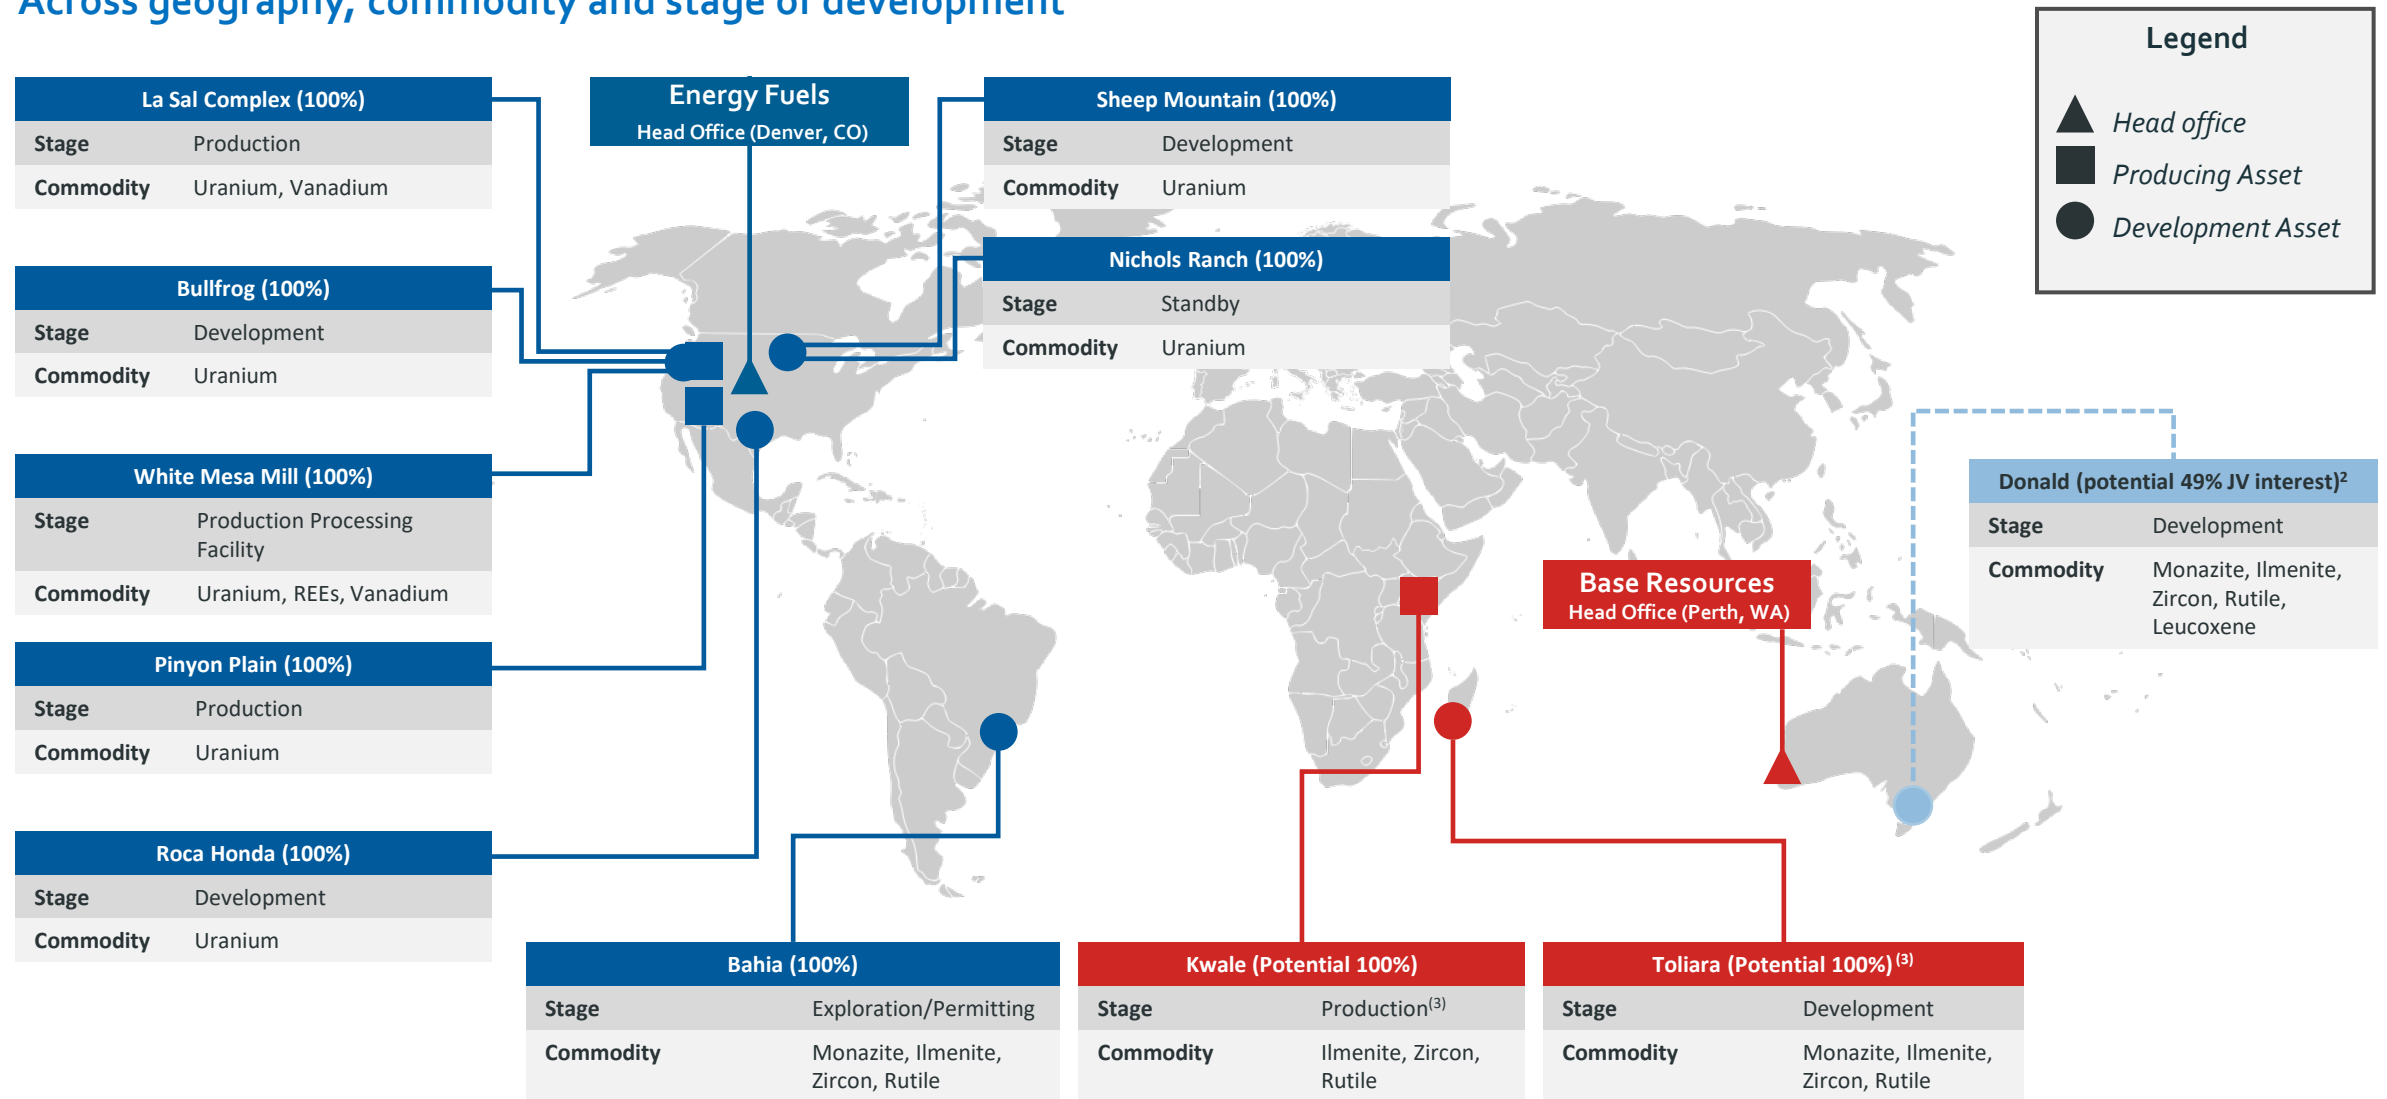 Across geography, commodity and stage of development
Legend
Head office
Producing Asset
Development Asset
La Sal Complex (100%)
Stage Production
Commodity Uranium, Vanadium
Energy Fuels
Head Office (Denver, CO)
Sheep Mountain (100%)
Stage Development
Commodity Uranium
Bullfrog (100%)
Stage Development
Commodity Uranium
Nichols Ranch (100%)
Stage Standby
Commodity Uranium
White Mesa Mill (100%)
Stage Production Processing
Facility
Commodity Uranium, REEs, Vanadium
Donald (potential 49% JV interest)²
Stage Development
Commodity Monazite, Ilmenite,
Zircon, Rutile,
Leucoxene
Base Resources
Head Office (Perth, WA)
Pinyon Plain (100%)
Stage Production
Commodity Uranium
Roca Honda (100%)
Stage Development
Commodity Uranium
Bahia (100%)
Stage Exploration/Permitting
Commodity Monazite, Ilmenite,
Zircon, Rutile
Kwale (Potential 100%)
Stage Production⁽³⁾
Commodity Ilmenite, Zircon,
Rutile
Toliara (Potential 100%)⁽³⁾
Stage Development
Commodity Monazite, Ilmenite,
Zircon, Rutile